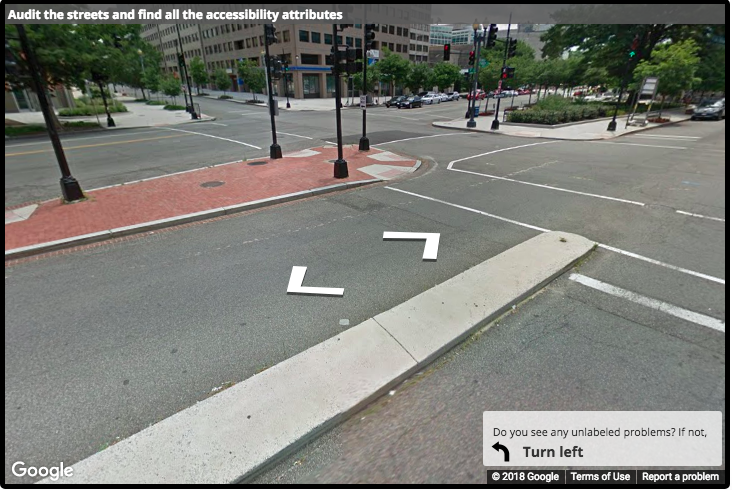 Audit the streets and find all the accessibility attributes
Do you see any unlabeled problems? If not,
Turn left
Google
© 2018 Google
Terms of Use
Report a problem